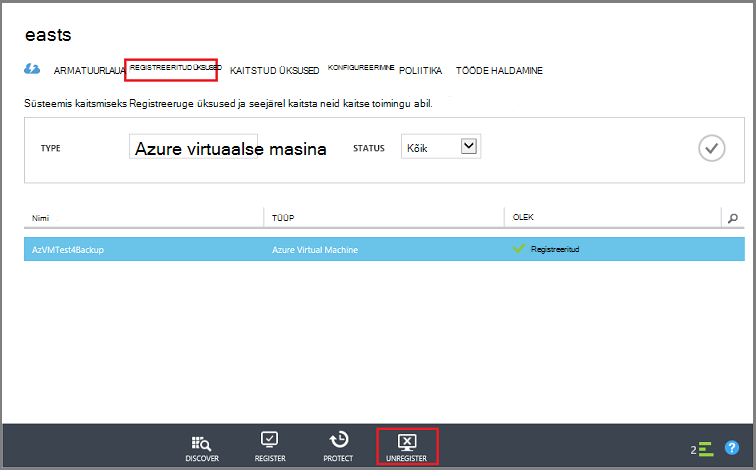 easts
ARMATUURLAUA REGISTREERITUD ÜKSUSED KAITSTUD ÜKSUSED KONFIGUREERIMINE POLIITIKA TÖÖDE HALDAMINE
Süsteemis kaitsmiseks Registreeruge üksused ja seejärel kaitsta neid kaitse toimingu abil.
TYPE Azure virtuaalse masina STATUS Kõik
Nimi TÜÜP OLEK
AzVMTest4Backup Azure Virtual Machine Registreeritud
DISCOVER REGISTER PROTECT UNREGISTER 2 ?